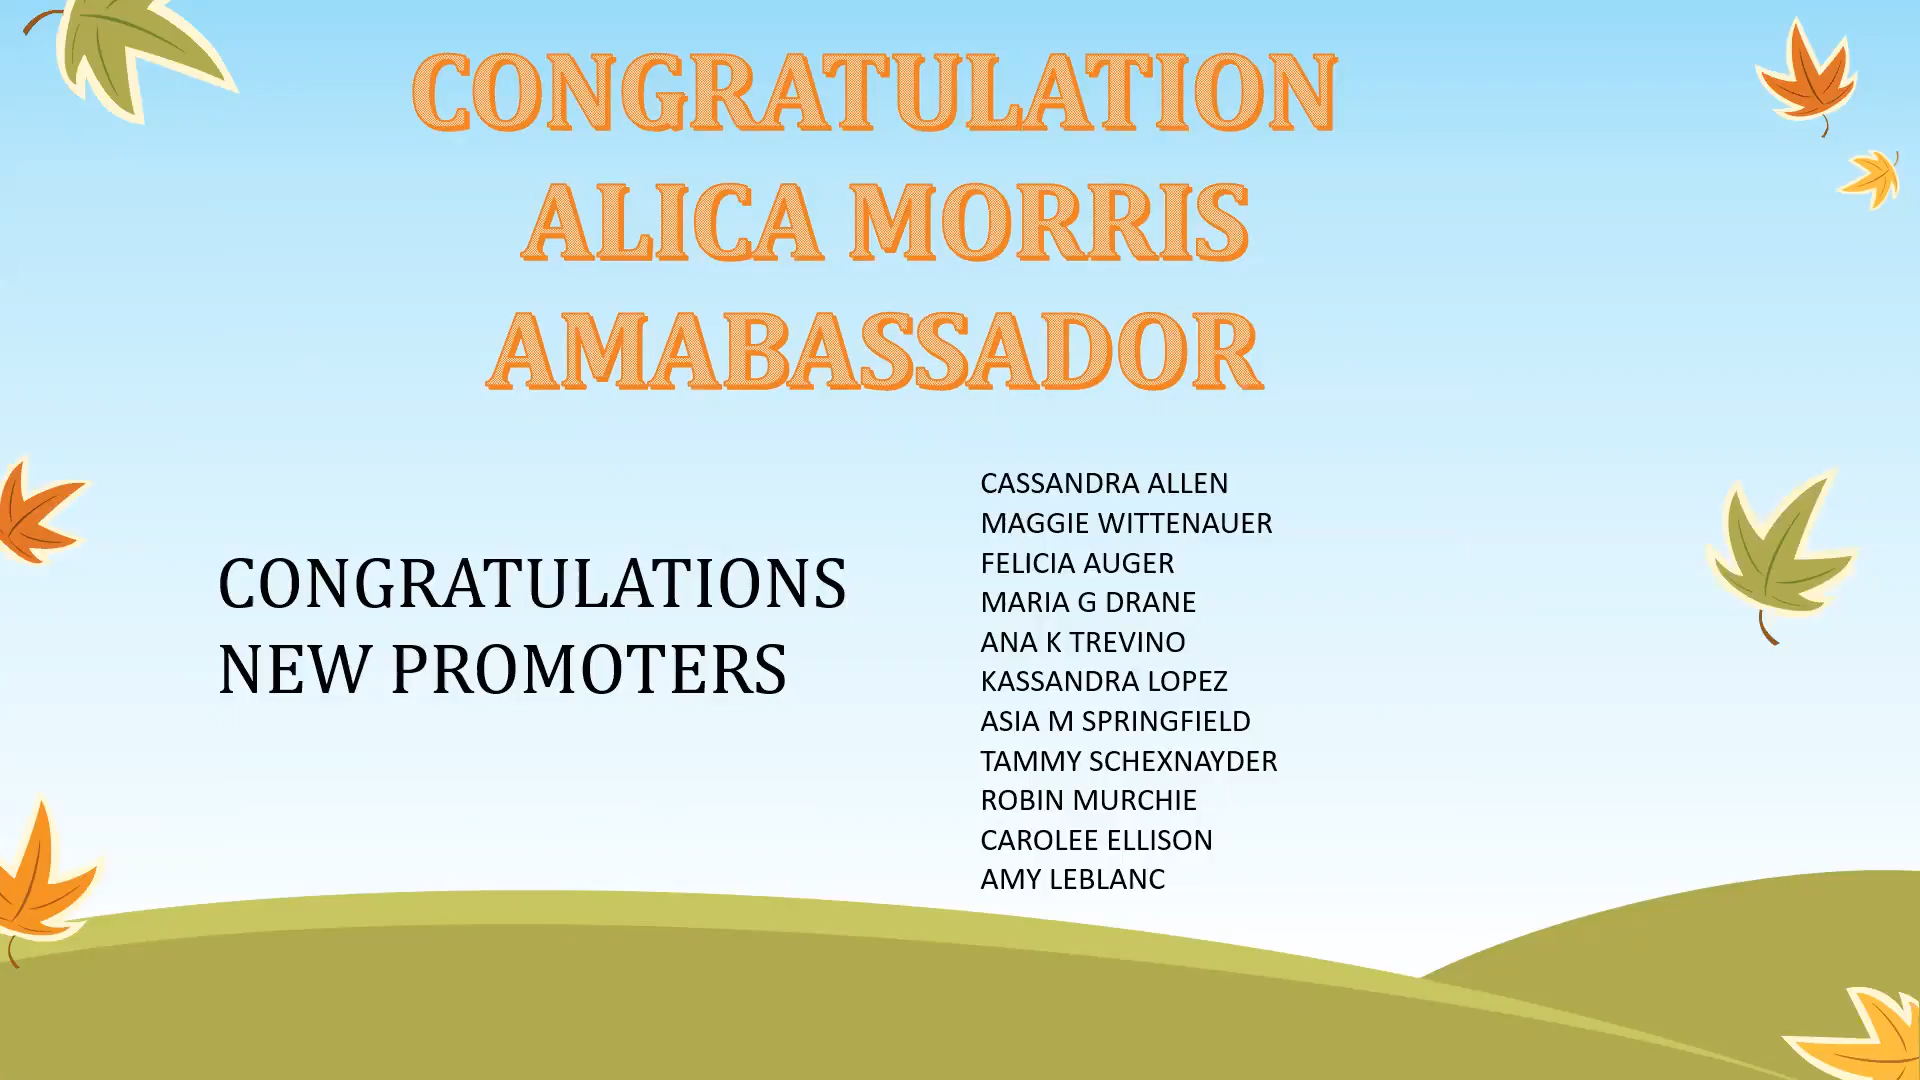 CONGRATULATION
ALICA MORRIS
AMABASSADOR
CONGRATULATIONS
NEW PROMOTERS
CASSANDRA ALLEN
MAGGIE WITTENAUER
FELICIA AUGER
MARIA G DRANE
ANA K TREVINO
KASSANDRA LOPEZ
ASIA M SPRINGFIELD
TAMMY SCHEXNAYDER
ROBIN MURCHIE
CAROLEE ELLISON
AMY LEBLANC